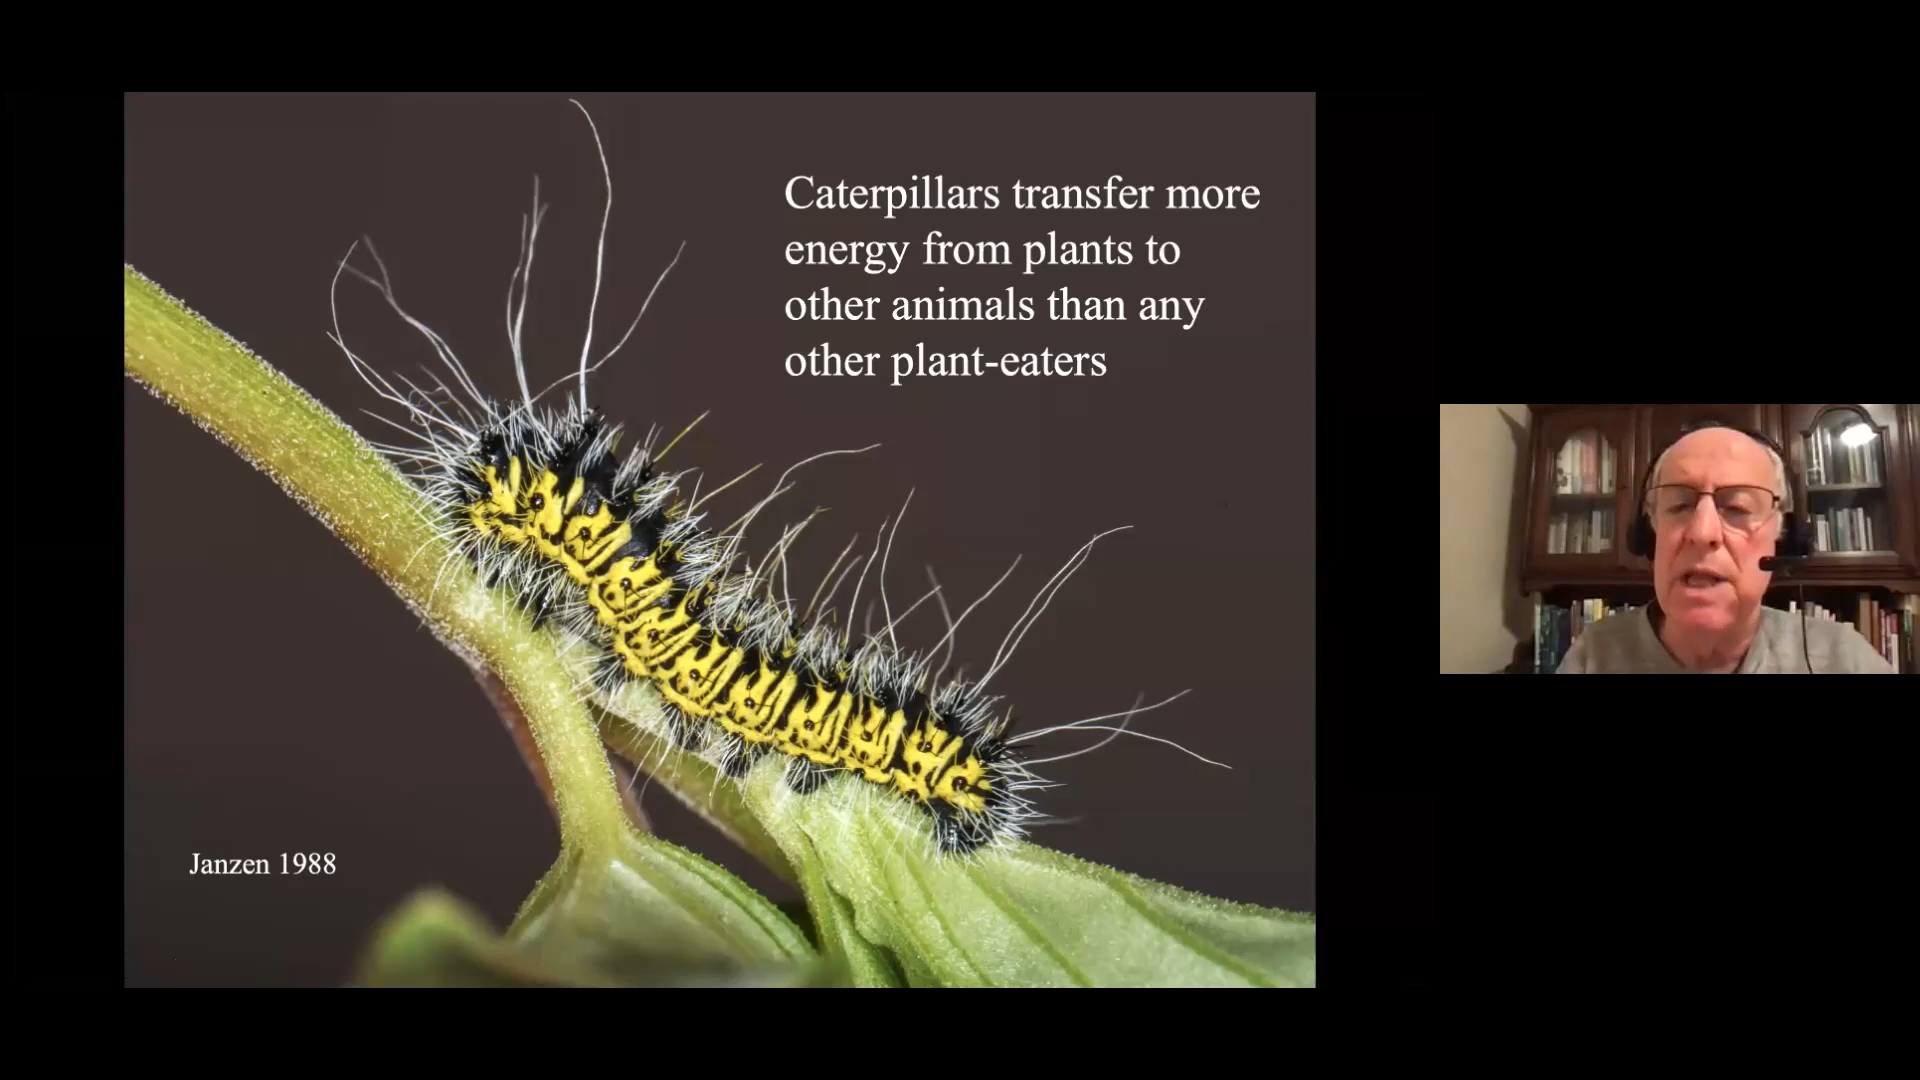 Caterpillars transfer more
energy from plants to
other animals than any
other plant-eaters
Janzen 1988